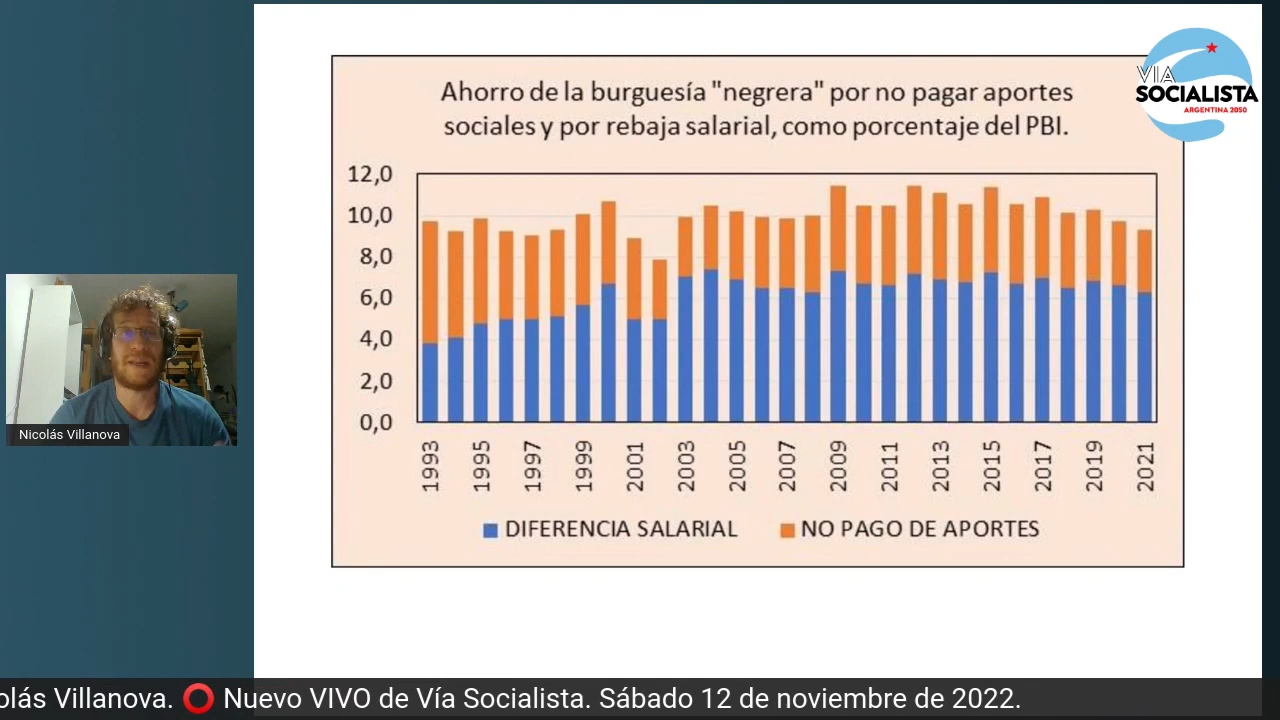 VIA
SOCIALISTA
ARGENTINA 2050
Ahorro de la burguesía "negrera" por no pagar aportes
sociales y por rebaja salarial, como porcentaje del PBI.
12,0
10,0
8,0
6,0
4,0
2,0
0,0
1993
1995
1997
1999
2001
2003
2005
2007
2009
2011
2013
2015
2017
2019
2021
DIFERENCIA SALARIAL
NO PAGO DE APORTES
Nicolás Villanova
olás Villanova. ⭕ Nuevo VIVO de Vía Socialista. Sábado 12 de noviembre de 2022.